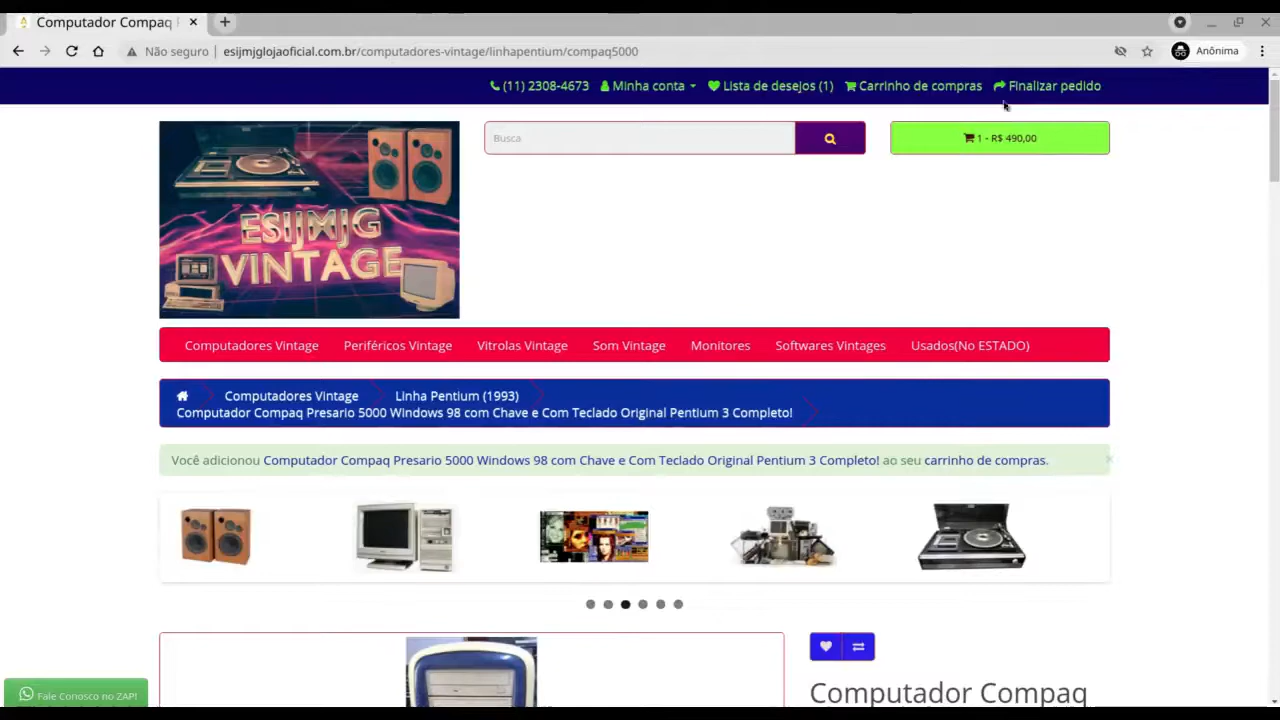 Computador Compaq
Não seguro
esijmjglojaoficial.com.br/computadores-vintage/linhapentium/compaq5000
Anônima
(11) 2308-4673
Minha conta
Lista de desejos (1)
Carrinho de compras
Finalizar pedido
ESIJMJG
VINTAGE
Busca
1 - R$ 490,00
Computadores Vintage
Periféricos Vintage
Vitrolas Vintage
Som Vintage
Monitores
Softwares Vintages
Usados(No ESTADO)
Computadores Vintage
Linha Pentium (1993)
Computador Compaq Presario 5000 Windows 98 com Chave e Com Teclado Original Pentium 3 Completo!
Você adicionou Computador Compaq Presario 5000 Windows 98 com Chave e Com Teclado Original Pentium 3 Completo! ao seu carrinho de compras.
Computador Compaq
Fale Conosco no ZAP!